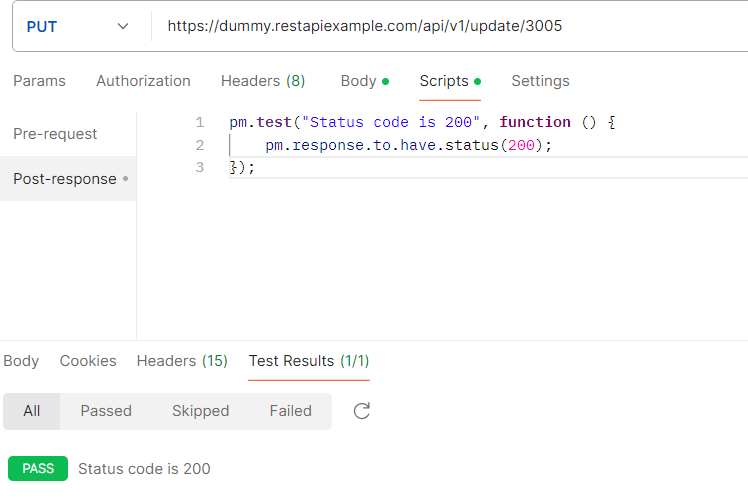 PUT https://dummy.restapiexample.com/api/v1/update/3005
Params Authorization Headers (8) Body Scripts Settings
Pre-request
Post-response
1 pm.test("Status code is 200", function () {
2 pm.response.to.have.status(200);
3 });
Body Cookies Headers (15) Test Results (1/1)
All Passed Skipped Failed
PASS Status code is 200